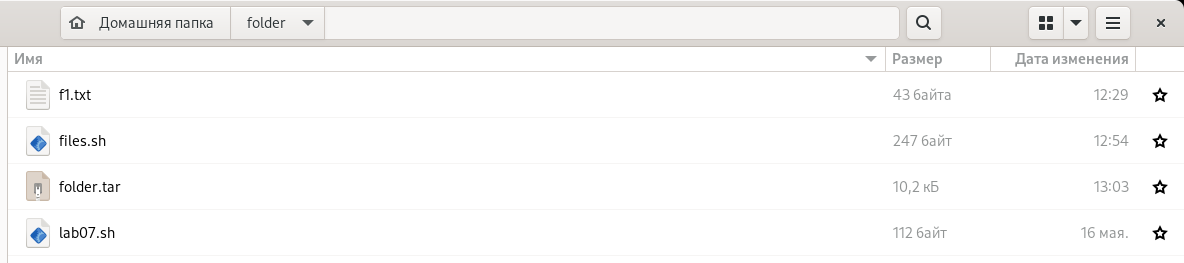 Домашняя папка folder
Имя Размер Дата изменения
f1.txt 43 байта 12:29
files.sh 247 байт 12:54
folder.tar 10,2 кБ 13:03
lab07.sh 112 байт 16 мая.